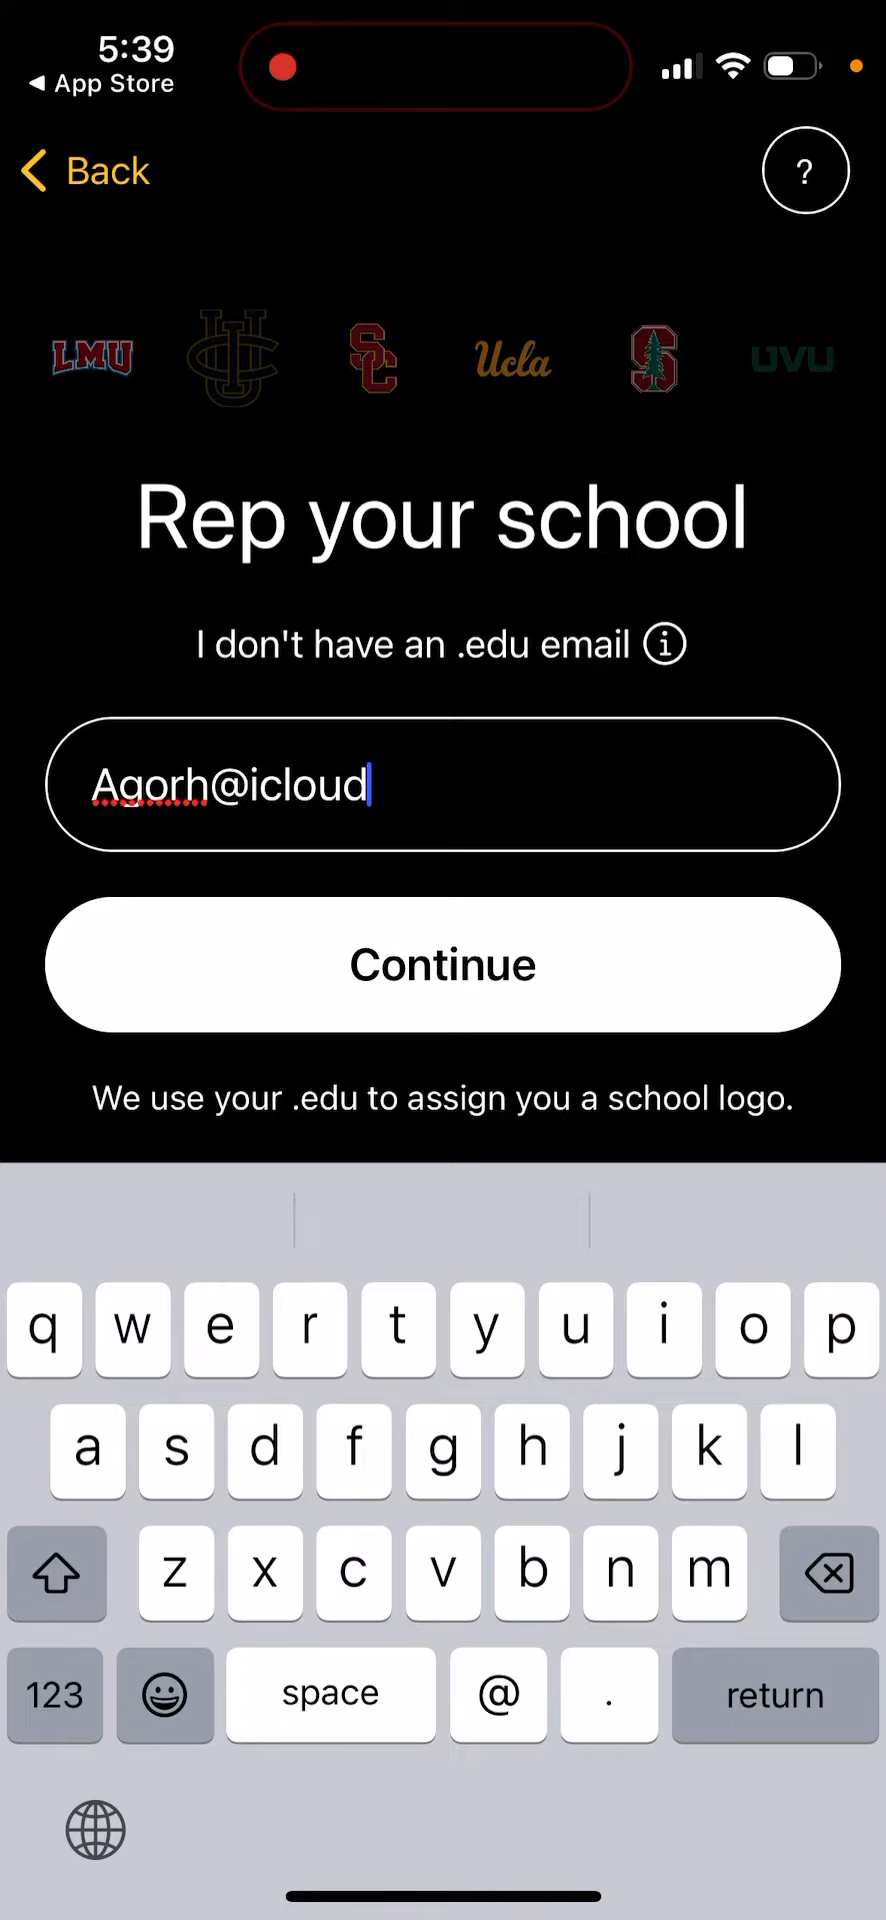 5:39
App Store
Back
?
LMU
UC
SC
Ucla
S
UVU
Rep your school
I don't have an .edu email i
Agorh@icloud
Continue
We use your .edu to assign you a school logo.
q w e r t y u i o p
a s d f g h j k l
z x c v b n m
123 space @ . return